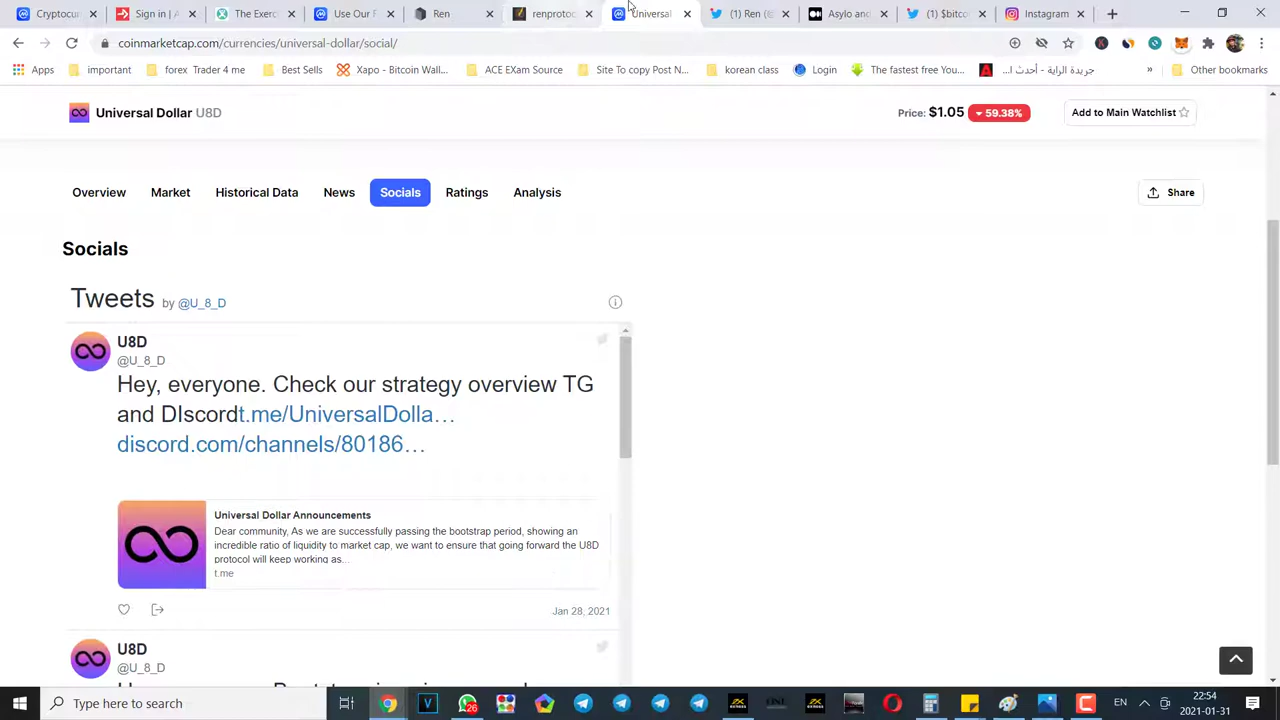 Cryptoc
Sign in | A
The Exerc
Use of F
Ren
renprotoc
Universal
(1) Ren (@
Asylo and
(1) $bitco
Instagram
coinmarketcap.com/currencies/universal-dollar/social/
Apps
important
forex Trader 4 me
Best Sells
Xapo - Bitcoin Wall...
ACE EXam Source
Site To copy Post N...
korean class
Login
The fastest free You...
جريدة الراية - أحدث ا...
»
Other bookmarks
Universal Dollar U8D
Price: $1.05 59.38%
Add to Main Watchlist
Overview
Market
Historical Data
News
Socials
Ratings
Analysis
Share
Socials
Tweets by @U_8_D
U8D
@U_8_D
Hey, everyone. Check our strategy overview TG
and DIscordt.me/UniversalDolla…
discord.com/channels/80186…
Universal Dollar Announcements
Dear community, As we are successfully passing the bootstrap period, showing an
incredible ratio of liquidity to market cap, we want to ensure that going forward the U8D
protocol will keep working as...
t.me
Jan 28, 2021
U8D
@U_8_D
Type here to search
26
EN
22:54
2021-01-31